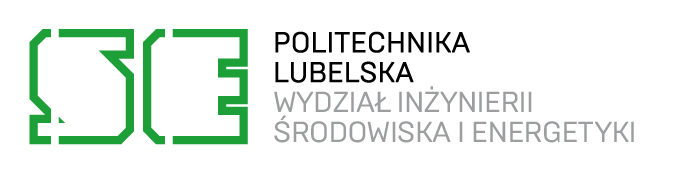 POLITECHNIKA
LUBELSKA
WYDZIAŁ INŻYNIERII
ŚRODOWISKA I ENERGETYKI